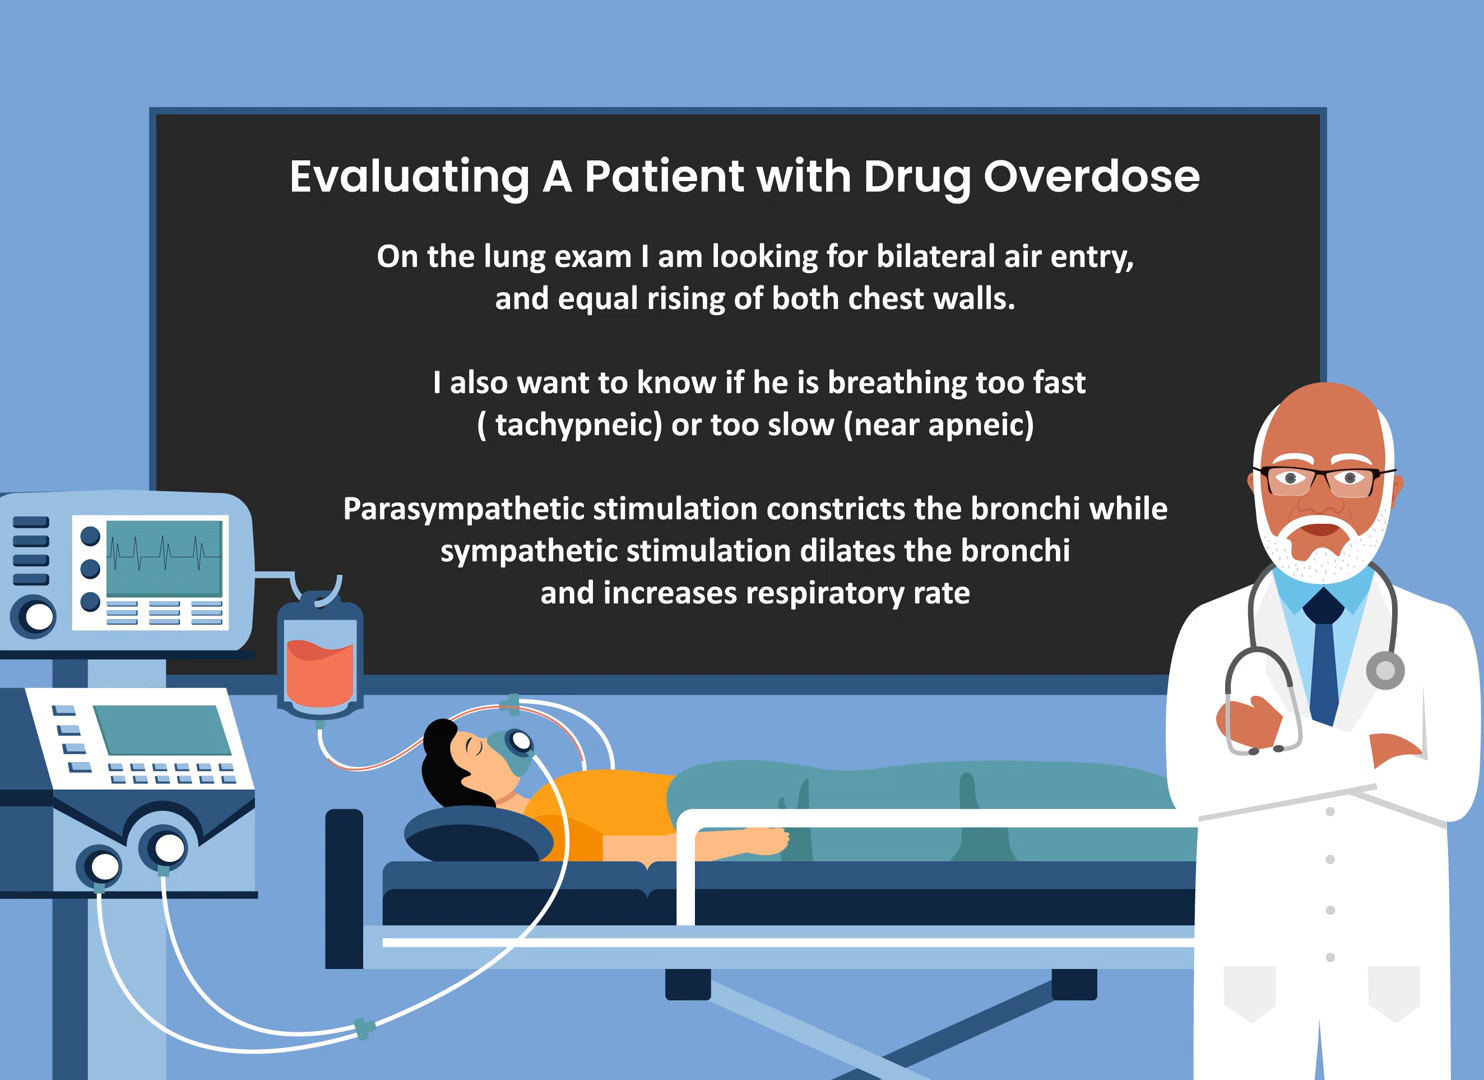 Evaluating A Patient with Drug Overdose
On the lung exam I am looking for bilateral air entry,
and equal rising of both chest walls.
I also want to know if he is breathing too fast
( tachypneic) or too slow (near apneic)
Parasympathetic stimulation constricts the bronchi while
sympathetic stimulation dilates the bronchi
and increases respiratory rate